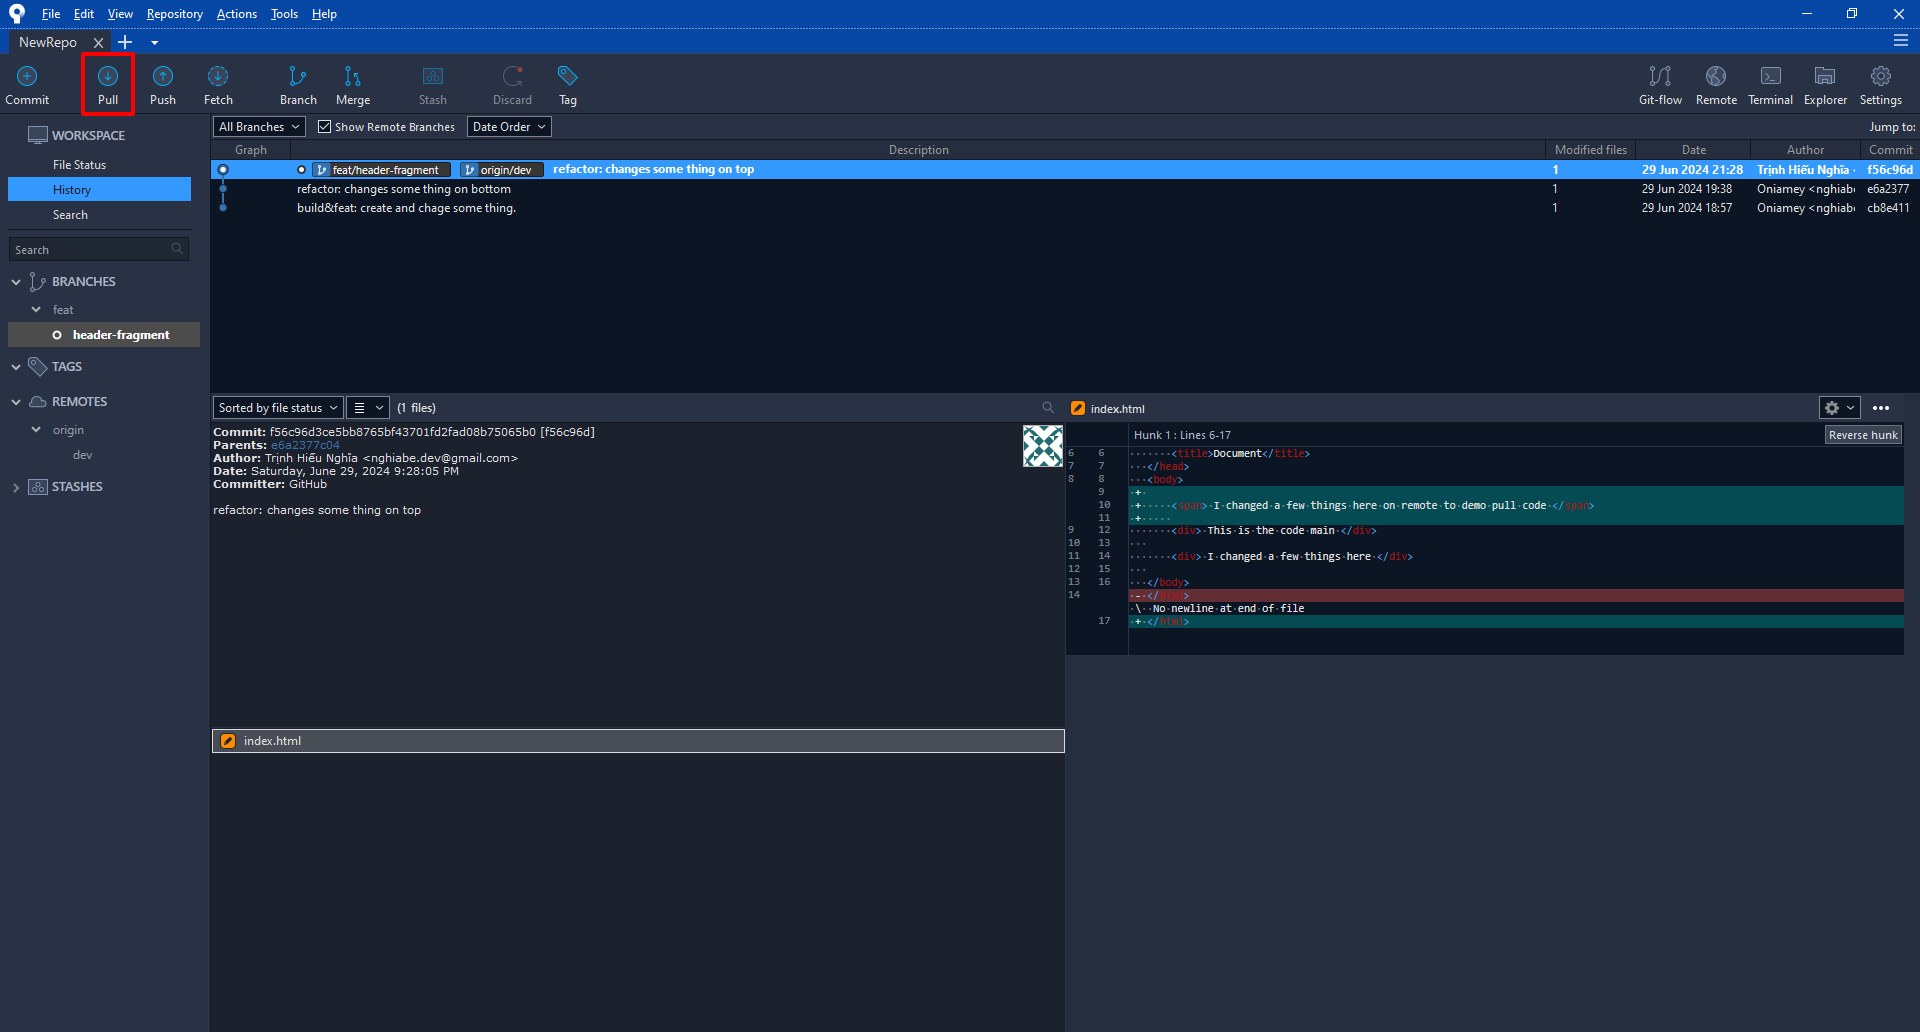 File Edit View Repository Actions Tools Help
NewRepo
Commit Pull Push Fetch Branch Merge Stash Discard Tag Git-flow Remote Terminal Explorer Settings
WORKSPACE
File Status
History
Search
Search
BRANCHES
feat
header-fragment
TAGS
REMOTES
origin
dev
STASHES
All Branches Show Remote Branches Date Order Jump to:
Graph Description Modified files Date Author Commit
feat/header-fragment origin/dev refactor: changes some thing on top 1 29 Jun 2024 21:28 Trịnh Hiếu Nghĩa f56c96d
refactor: changes some thing on bottom 1 29 Jun 2024 19:38 Oniamey <nghiabe e6a2377
build&feat: create and chage some thing. 1 29 Jun 2024 18:57 Oniamey <nghiabe cb8e411
Sorted by file status (1 files)
Commit: f56c96d3ce5bb8765bf43701fd2fad08b75065b0 [f56c96d]
Parents: e6a2377c04
Author: Trịnh Hiếu Nghĩa <nghiabe.dev@gmail.com>
Date: Saturday, June 29, 2024 9:28:05 PM
Committer: GitHub
refactor: changes some thing on top
index.html
index.html
Hunk 1 : Lines 6-17 Reverse hunk
6 6 <title>Document</title>
7 7 </head>
8 8 <body>
9 +
10 + <span> I changed a few things here on remote to demo pull code </span>
11 +
9 12 <div> This is the code main </div>
10 13
11 14 <div> I changed a few things here </div>
12 15
13 16 </body>
14 - </html>
\ No newline at end of file
17 + </html>